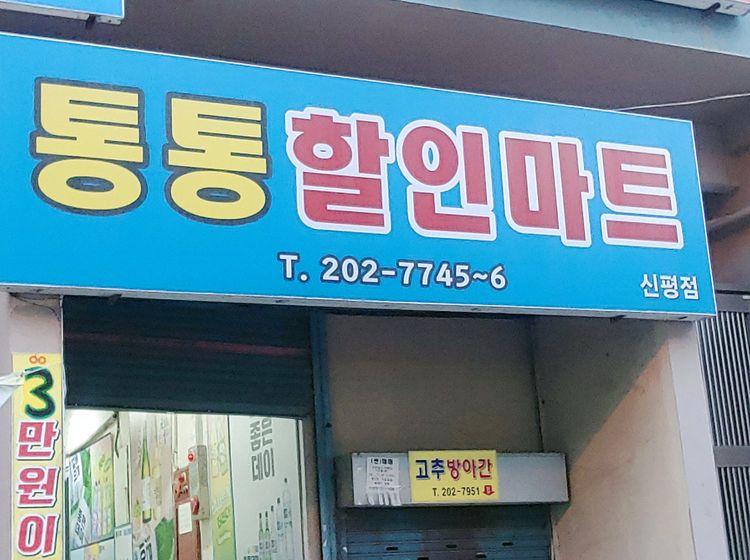 통통할인마트
T. 202-7745~6
신평점
3
만
원
이
좋은
데이
고추방아간
T. 202-7951